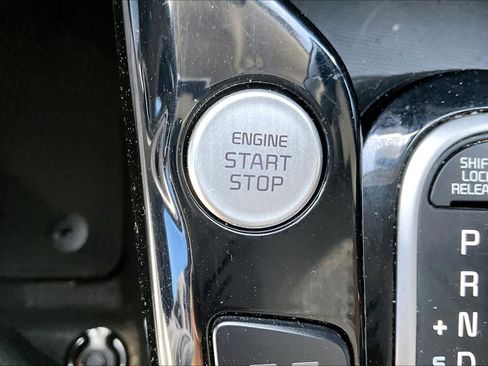 ENGINE
START
STOP
SHIFT
LOCK
RELEASE
P
R
N
+
D